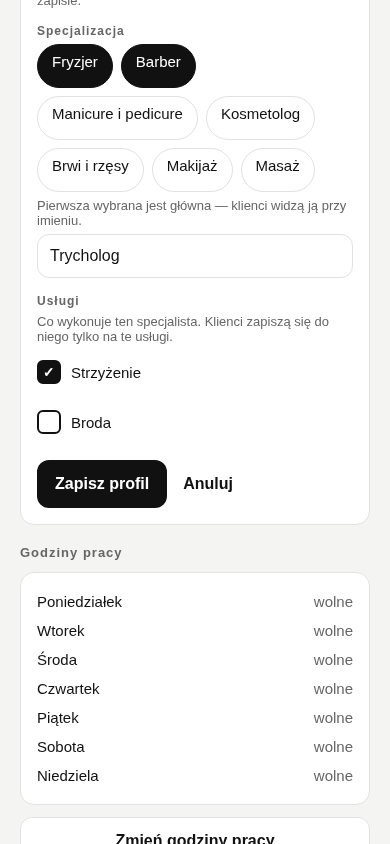 zapisie.
Specjalizacja
Fryzjer Barber
Manicure i pedicure Kosmetolog
Brwi i rzęsy Makijaż Masaż
Pierwsza wybrana jest główna — klienci widzą ją przy
imieniu.
Trycholog
Usługi
Co wykonuje ten specjalista. Klienci zapiszą się do
niego tylko na te usługi.
Strzyżenie
Broda
Zapisz profil Anuluj
Godziny pracy
Poniedziałek wolne
Wtorek wolne
Środa wolne
Czwartek wolne
Piątek wolne
Sobota wolne
Niedziela wolne
Zmień godziny pracy